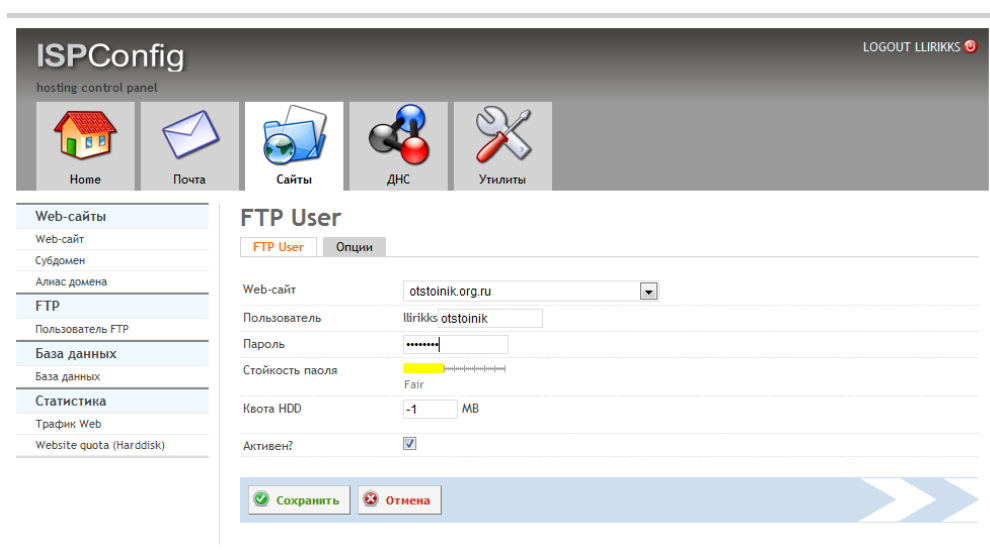 ISPConfig
LOGOUT LLIRIKKS
hosting control panel
Home
Почта
Сайты
ДНС
Утилиты
Web-сайты
Web-сайт
Субдомен
Алиас домена
FTP
Пользователь FTP
База данных
База данных
Статистика
Трафик Web
Website quota (Harddisk)
FTP User
FTP User
Опции
Web-сайт
otstoinik.org.ru
Пользователь
llirikks otstoinik
Пароль
••••••••
Стойкость паоля
Fair
Квота HDD
-1 MB
Активен?
Сохранить
Отмена